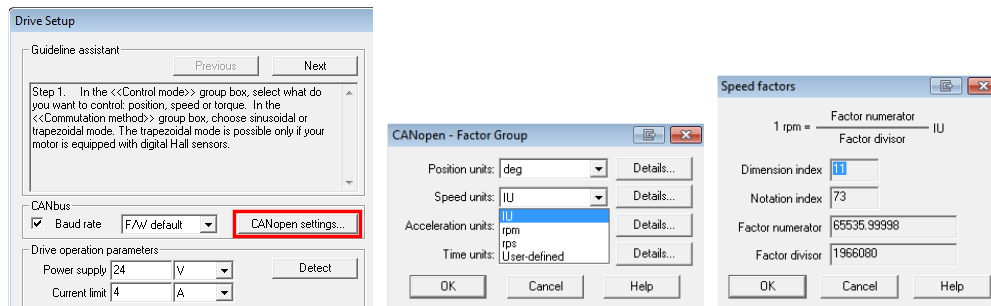 Drive Setup
Guideline assistant
Previous
Next
Step 1. In the <<Control mode>> group box, select what do
you want to control: position, speed or torque. In the
<<Commutation method>> group box, choose sinusoidal or
trapezoidal mode. The trapezoidal mode is possible only if your
motor is equipped with digital Hall sensors.
CANbus
Baud rate
F/W default
CANopen settings...
Drive operation parameters
Power supply 24 V
Detect
Current limit 4 A
CANopen - Factor Group
Position units: deg Details...
Speed units: IU Details...
IU
rpm
rps
User-defined
Acceleration units: Details...
Time units: Details...
OK Cancel Help
Speed factors
1 rpm = Factor numerator
Factor divisor IU
Dimension index 11
Notation index 73
Factor numerator 65535.99998
Factor divisor 1966080
OK Cancel Help